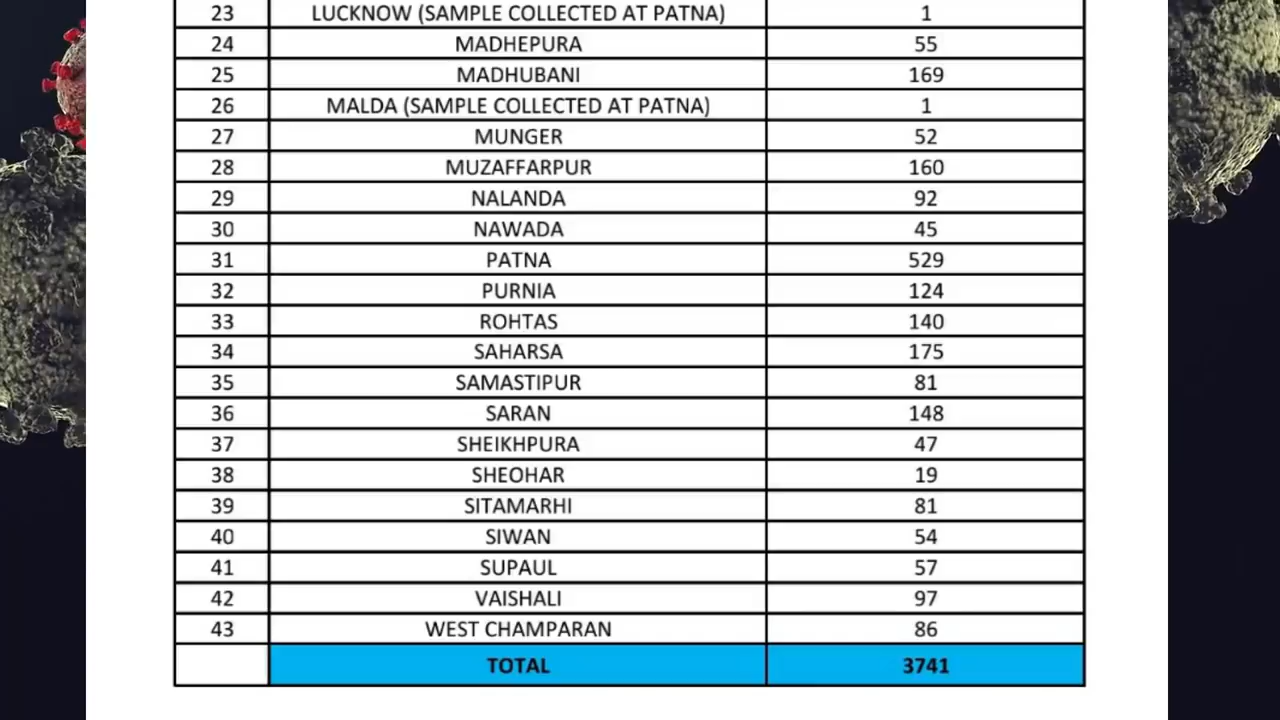 23 LUCKNOW (SAMPLE COLLECTED AT PATNA) 1
24 MADHEPURA 55
25 MADHUBANI 169
26 MALDA (SAMPLE COLLECTED AT PATNA) 1
27 MUNGER 52
28 MUZAFFARPUR 160
29 NALANDA 92
30 NAWADA 45
31 PATNA 529
32 PURNIA 124
33 ROHTAS 140
34 SAHARSA 175
35 SAMASTIPUR 81
36 SARAN 148
37 SHEIKHPURA 47
38 SHEOHAR 19
39 SITAMARHI 81
40 SIWAN 54
41 SUPAUL 57
42 VAISHALI 97
43 WEST CHAMPARAN 86
TOTAL 3741